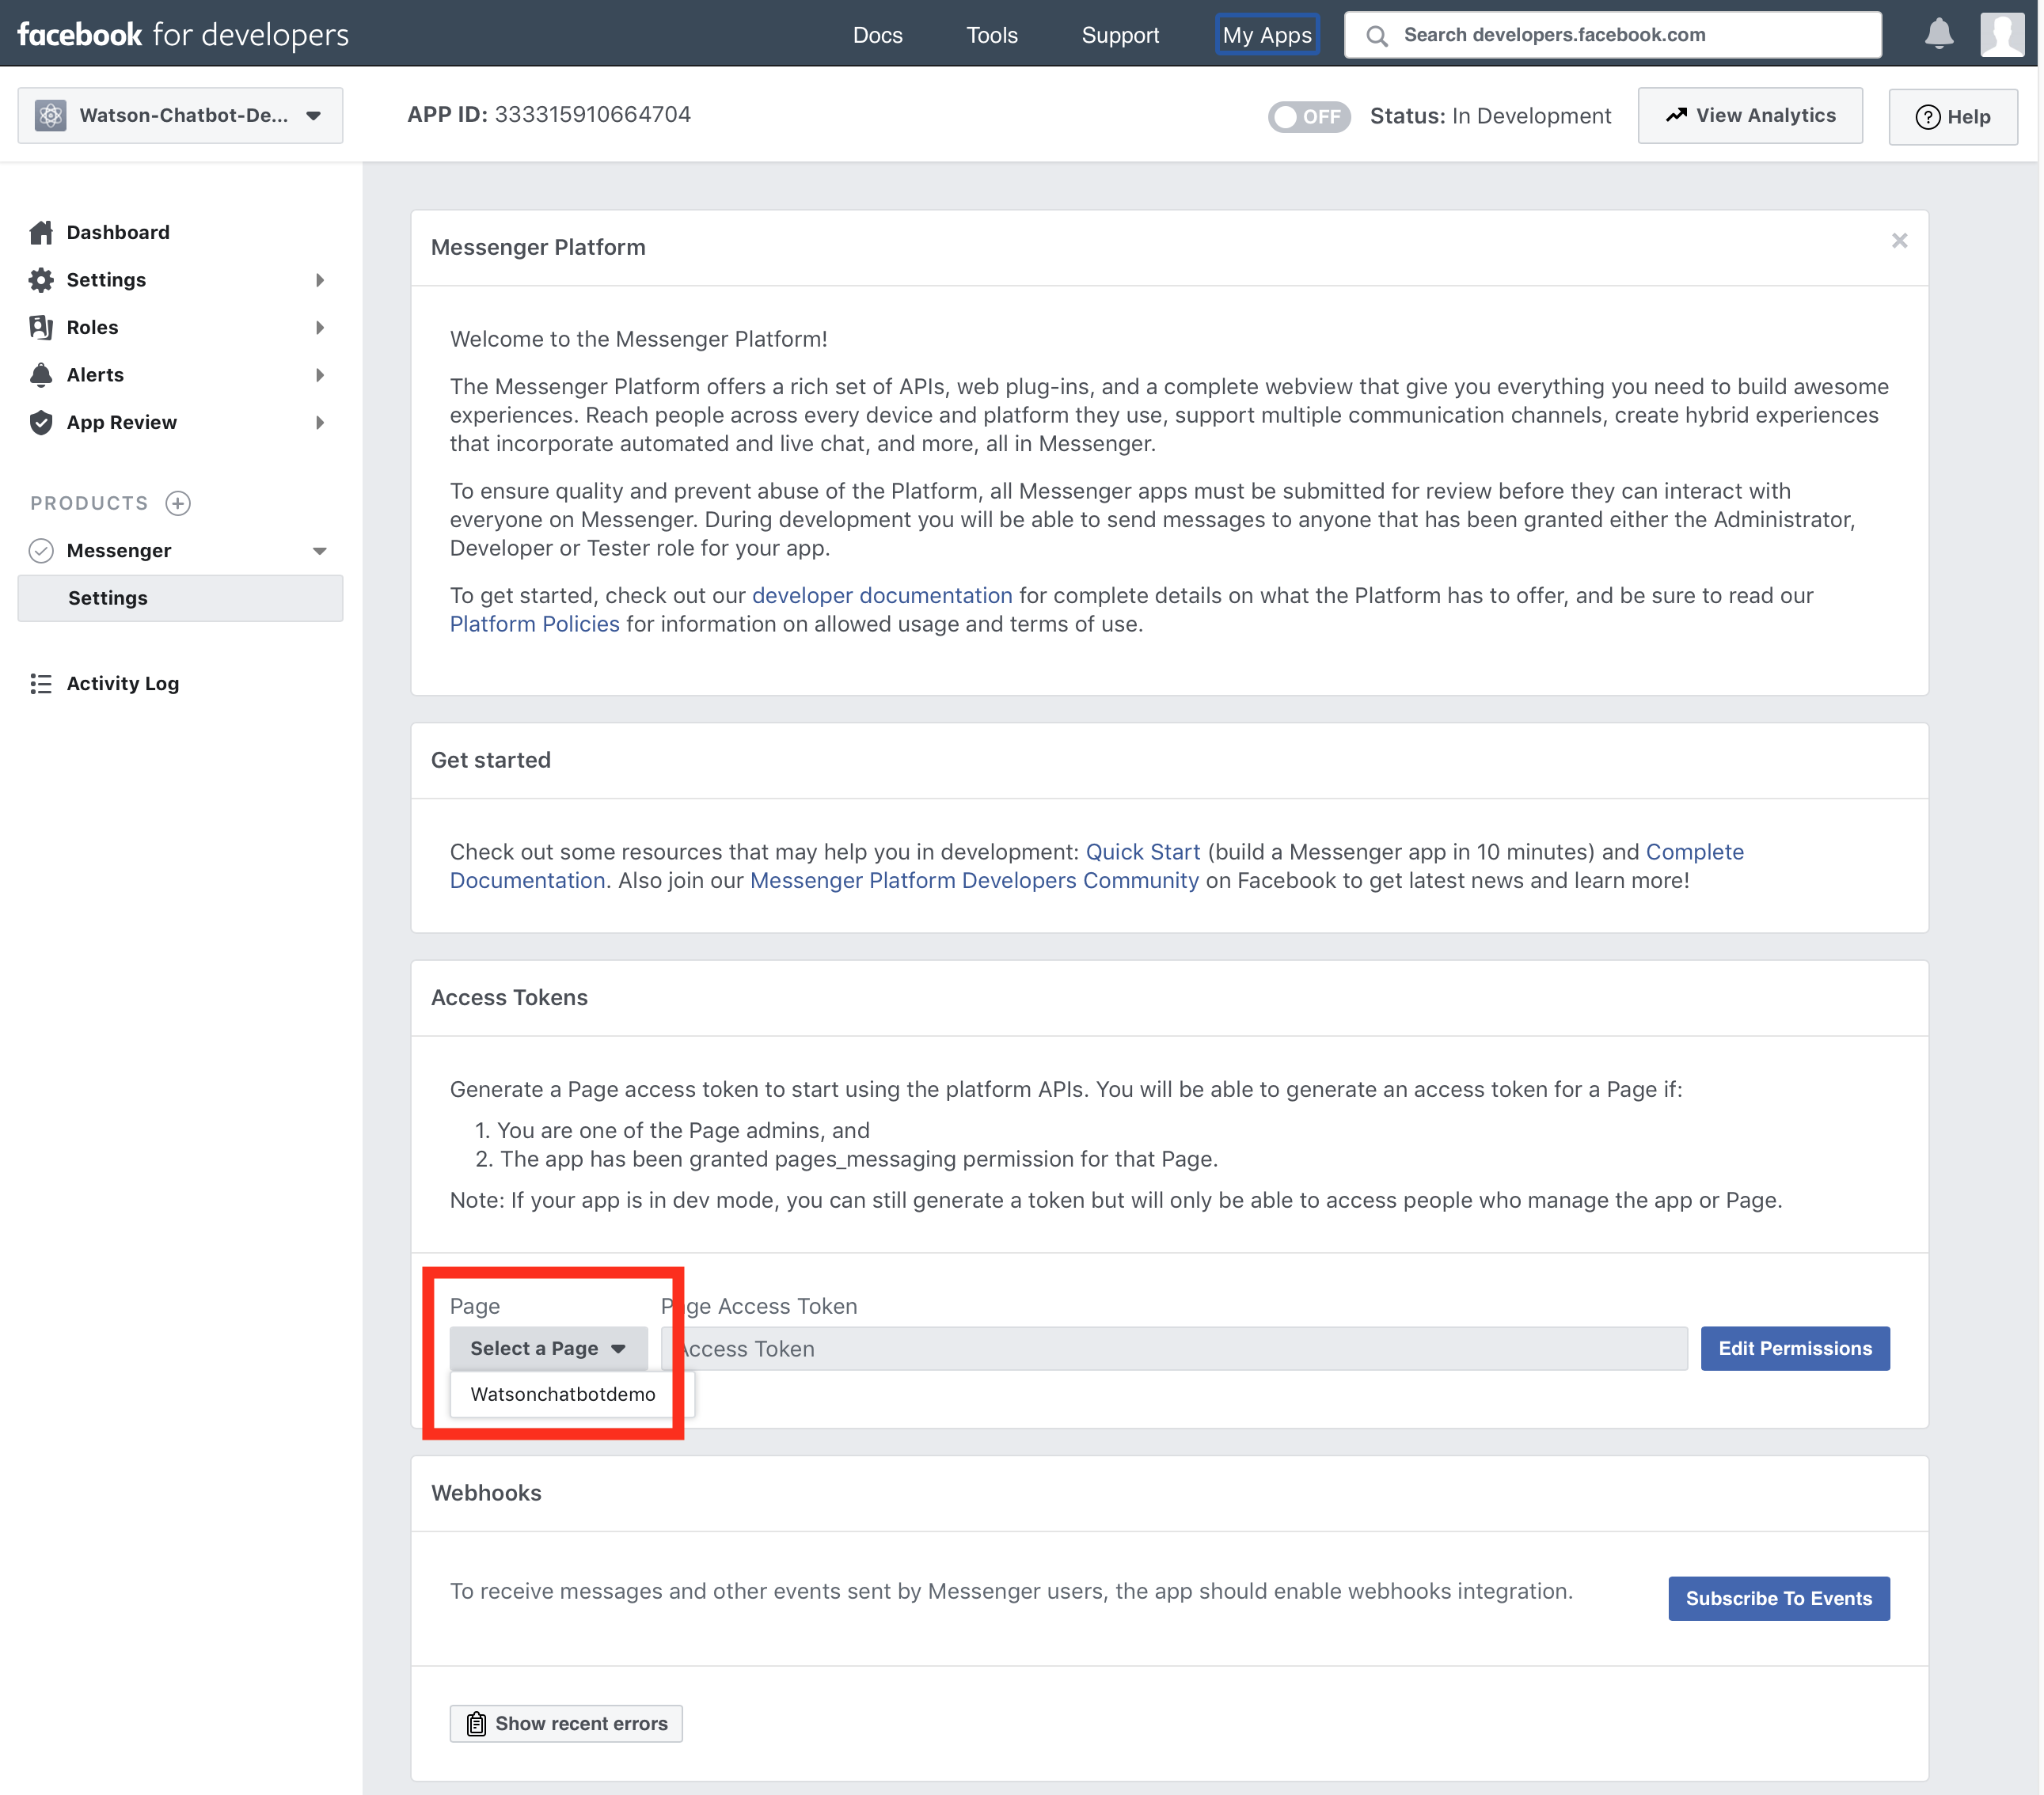 facebook for developers
Docs
Tools
Support
My Apps
Search developers.facebook.com
Watson-Chatbot-De...
APP ID: 333315910664704
OFF
Status: In Development
View Analytics
? Help
Dashboard
Settings
Roles
Alerts
App Review
PRODUCTS
Messenger
Settings
Activity Log
Messenger Platform
Welcome to the Messenger Platform!
The Messenger Platform offers a rich set of APIs, web plug-ins, and a complete webview that give you everything you need to build awesome
experiences. Reach people across every device and platform they use, support multiple communication channels, create hybrid experiences
that incorporate automated and live chat, and more, all in Messenger.
To ensure quality and prevent abuse of the Platform, all Messenger apps must be submitted for review before they can interact with
everyone on Messenger. During development you will be able to send messages to anyone that has been granted either the Administrator,
Developer or Tester role for your app.
To get started, check out our developer documentation for complete details on what the Platform has to offer, and be sure to read our
Platform Policies for information on allowed usage and terms of use.
Get started
Check out some resources that may help you in development: Quick Start (build a Messenger app in 10 minutes) and Complete
Documentation. Also join our Messenger Platform Developers Community on Facebook to get latest news and learn more!
Access Tokens
Generate a Page access token to start using the platform APIs. You will be able to generate an access token for a Page if:
1. You are one of the Page admins, and
2. The app has been granted pages_messaging permission for that Page.
Note: If your app is in dev mode, you can still generate a token but will only be able to access people who manage the app or Page.
Page
Page Access Token
Select a Page
Access Token
Edit Permissions
Watsonchatbotdemo
Webhooks
To receive messages and other events sent by Messenger users, the app should enable webhooks integration.
Subscribe To Events
Show recent errors